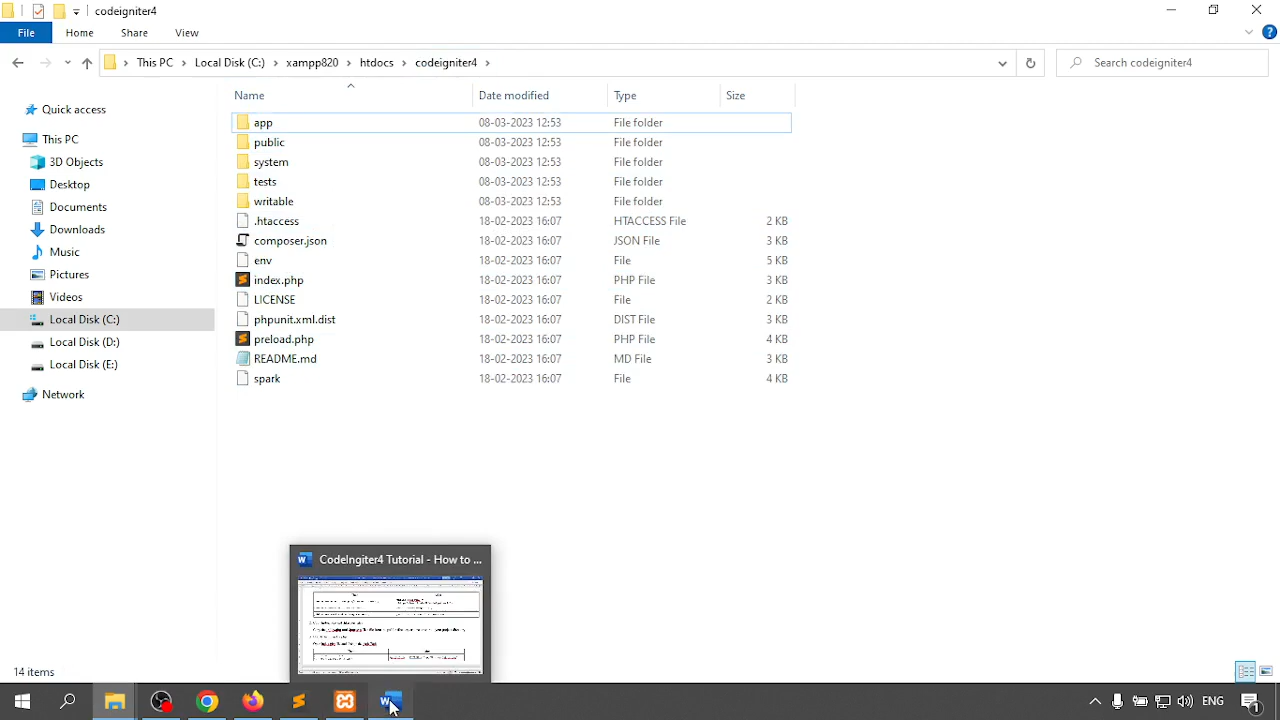 codeigniter4
File Home Share View
This PC Local Disk (C:) xampp820 htdocs codeigniter4
Search codeigniter4
Name Date modified Type Size
Quick access
This PC
3D Objects
Desktop
Documents
Downloads
Music
Pictures
Videos
Local Disk (C:)
Local Disk (D:)
Local Disk (E:)
Network
app 08-03-2023 12:53 File folder
public 08-03-2023 12:53 File folder
system 08-03-2023 12:53 File folder
tests 08-03-2023 12:53 File folder
writable 08-03-2023 12:53 File folder
.htaccess 18-02-2023 16:07 HTACCESS File 2 KB
composer.json 18-02-2023 16:07 JSON File 3 KB
env 18-02-2023 16:07 File 5 KB
index.php 18-02-2023 16:07 PHP File 3 KB
LICENSE 18-02-2023 16:07 File 2 KB
phpunit.xml.dist 18-02-2023 16:07 DIST File 3 KB
preload.php 18-02-2023 16:07 PHP File 4 KB
README.md 18-02-2023 16:07 MD File 3 KB
spark 18-02-2023 16:07 File 4 KB
CodeIngiter4 Tutorial - How to ...
14 items
ENG
1